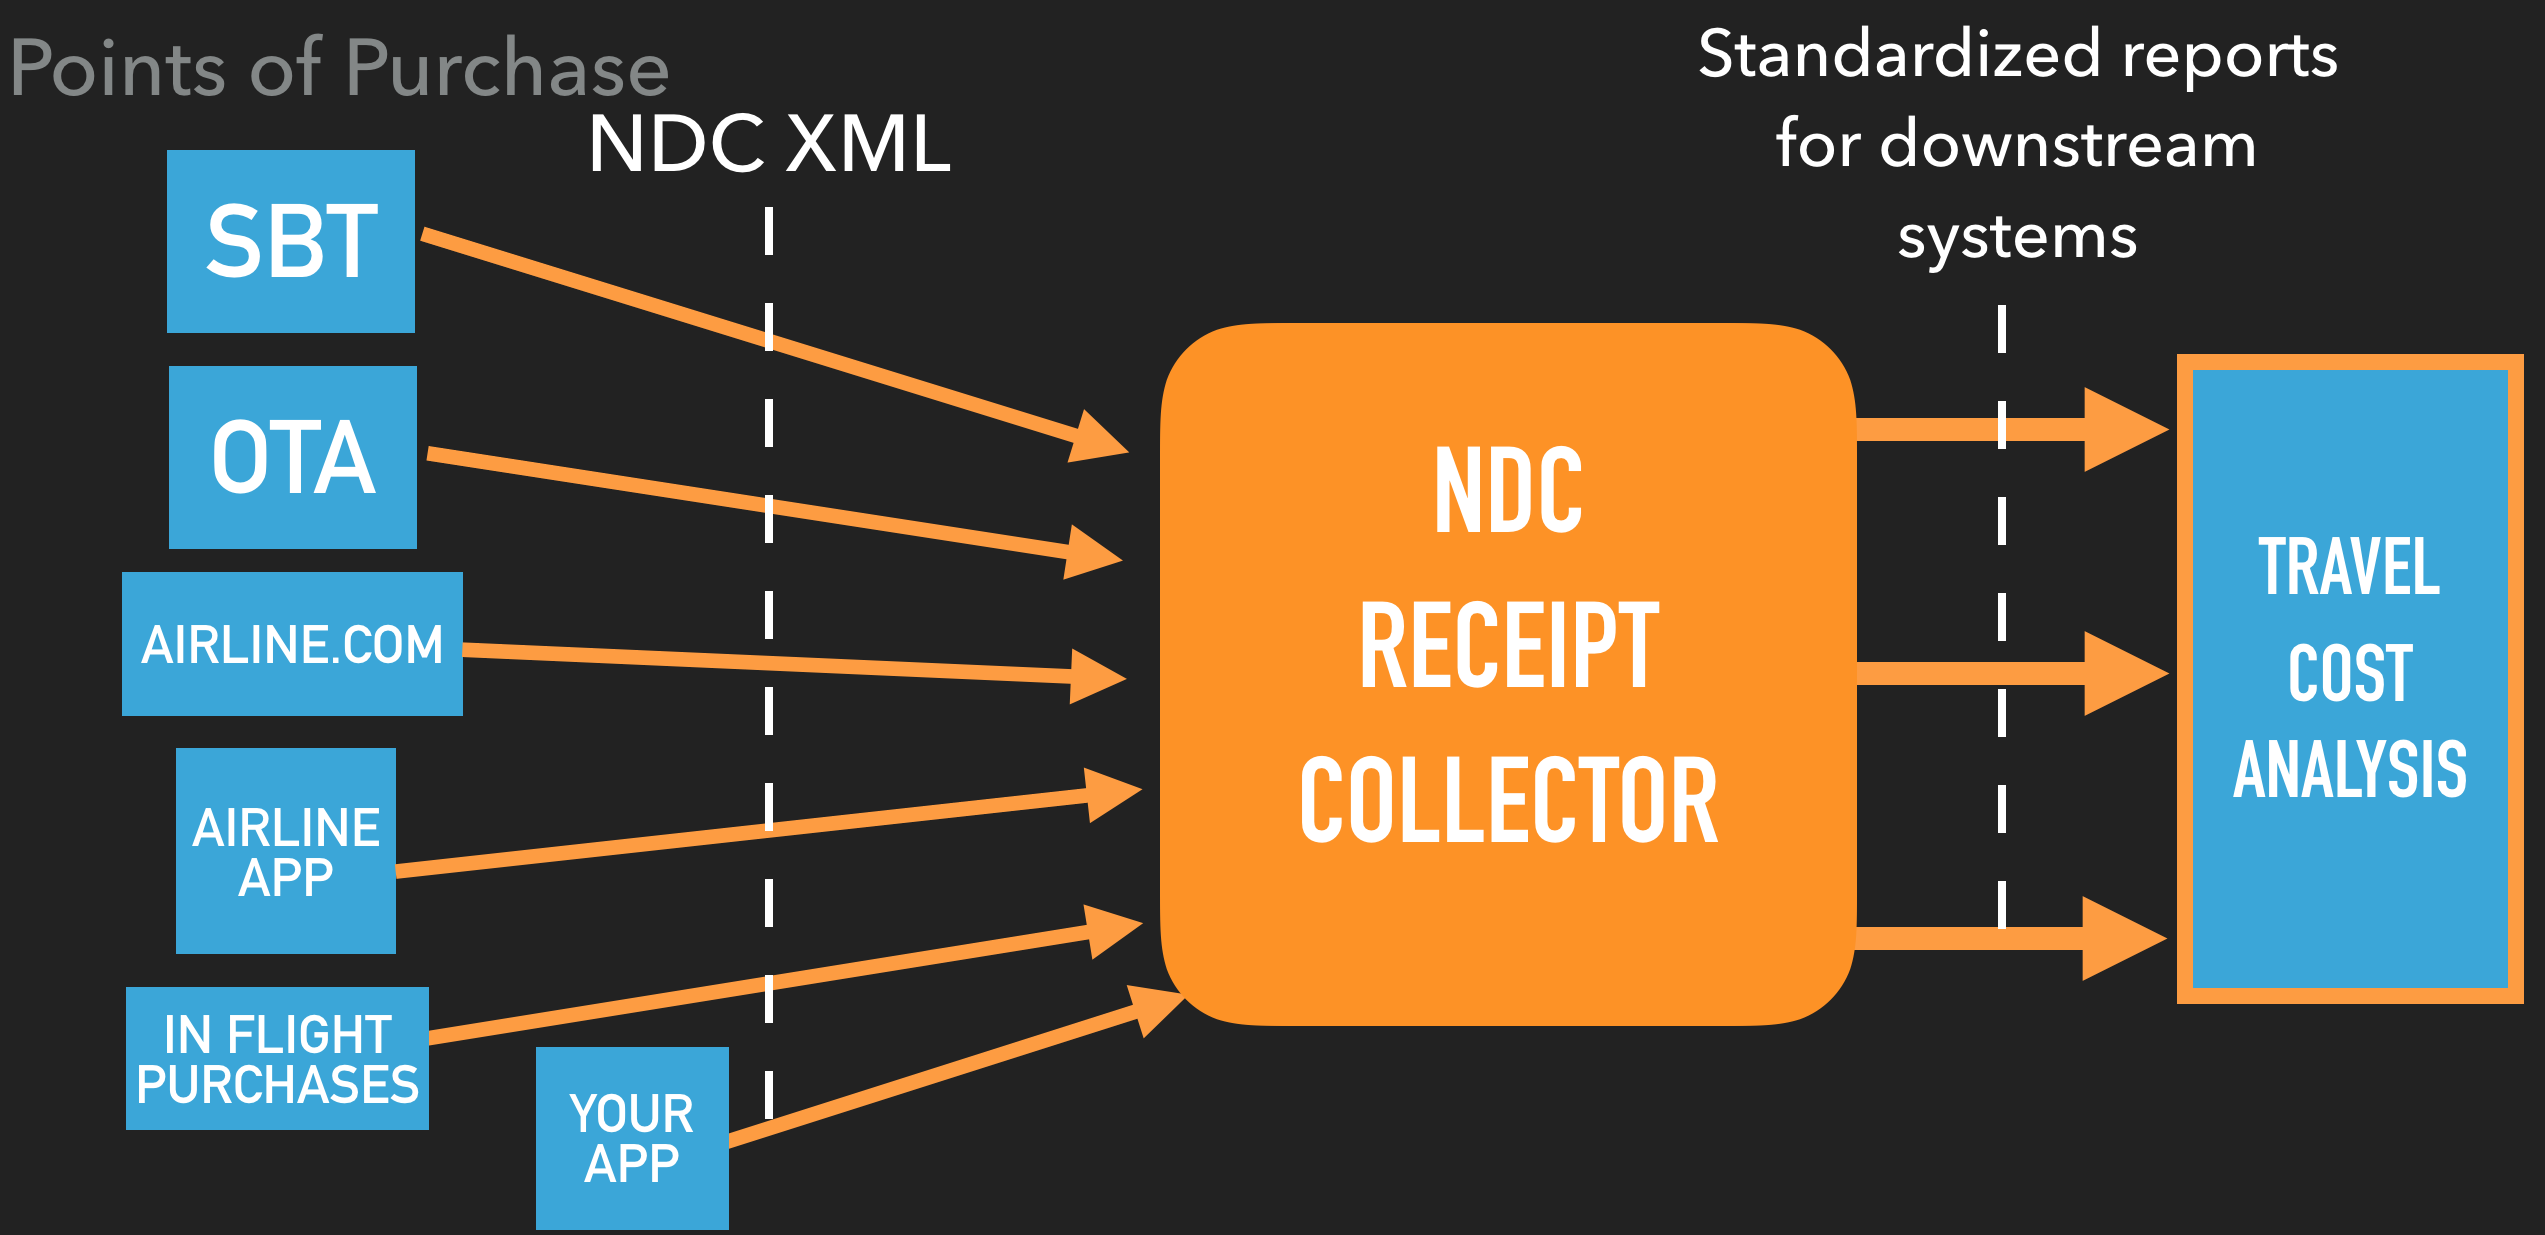 Points of Purchase
NDC XML
Standardized reports
for downstream
systems
SBT
OTA
AIRLINE.COM
AIRLINE
APP
IN FLIGHT
PURCHASES
YOUR
APP
NDC
RECEIPT
COLLECTOR
TRAVEL
COST
ANALYSIS